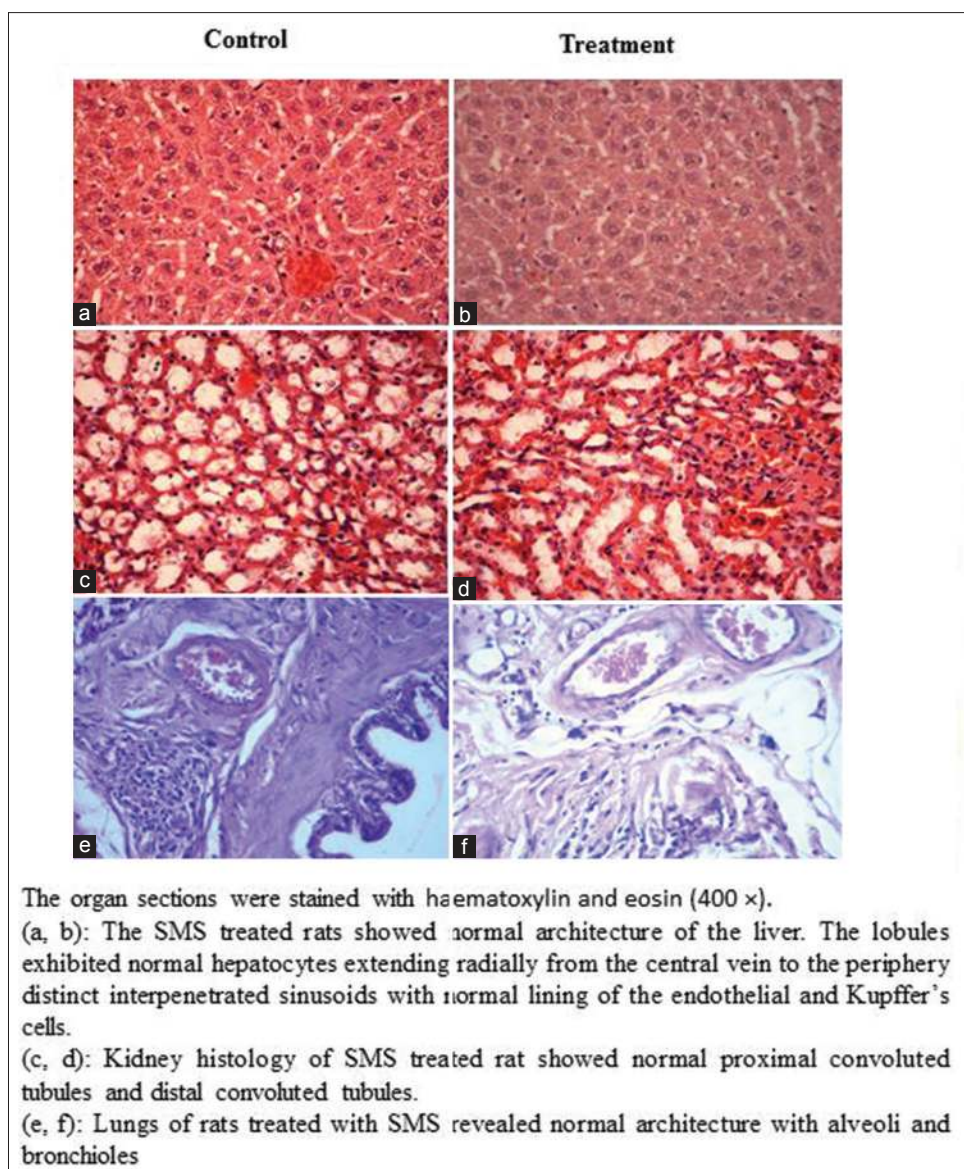 Control Treatment
a b
c d
e f
The organ sections were stained with haematoxylin and eosin (400 ×).
(a, b): The SMS treated rats showed normal architecture of the liver. The lobules
exhibited normal hepatocytes extending radially from the central vein to the periphery
distinct interpenetrated sinusoids with normal lining of the endothelial and Kupffer's
cells.
(c, d): Kidney histology of SMS treated rat showed normal proximal convoluted
tubules and distal convoluted tubules.
(e, f): Lungs of rats treated with SMS revealed normal architecture with alveoli and
bronchioles